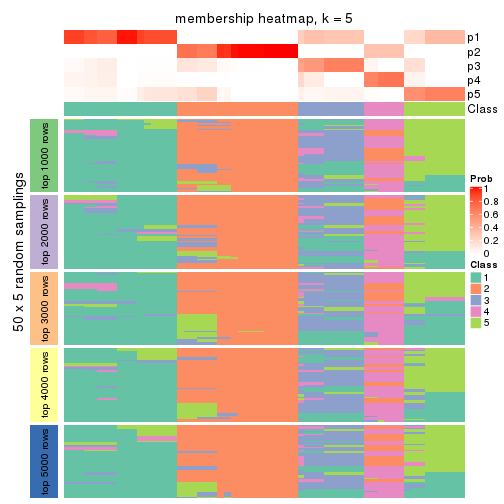 membership heatmap, k = 5
p1
p2
p3
p4
p5
Class
50 x 5 random samplings
top 1000 rows
top 2000 rows
top 3000 rows
top 4000 rows
top 5000 rows
Prob
1
0.8
0.6
0.4
0.2
0
Class
1
2
3
4
5